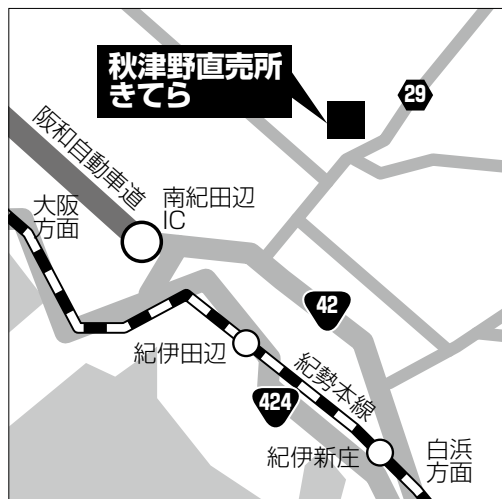 秋津野直売所
きてら
29
阪和自動車道
大阪
方面
南紀田辺
IC
42
紀伊田辺
紀勢本線
424
紀伊新庄
白浜
方面